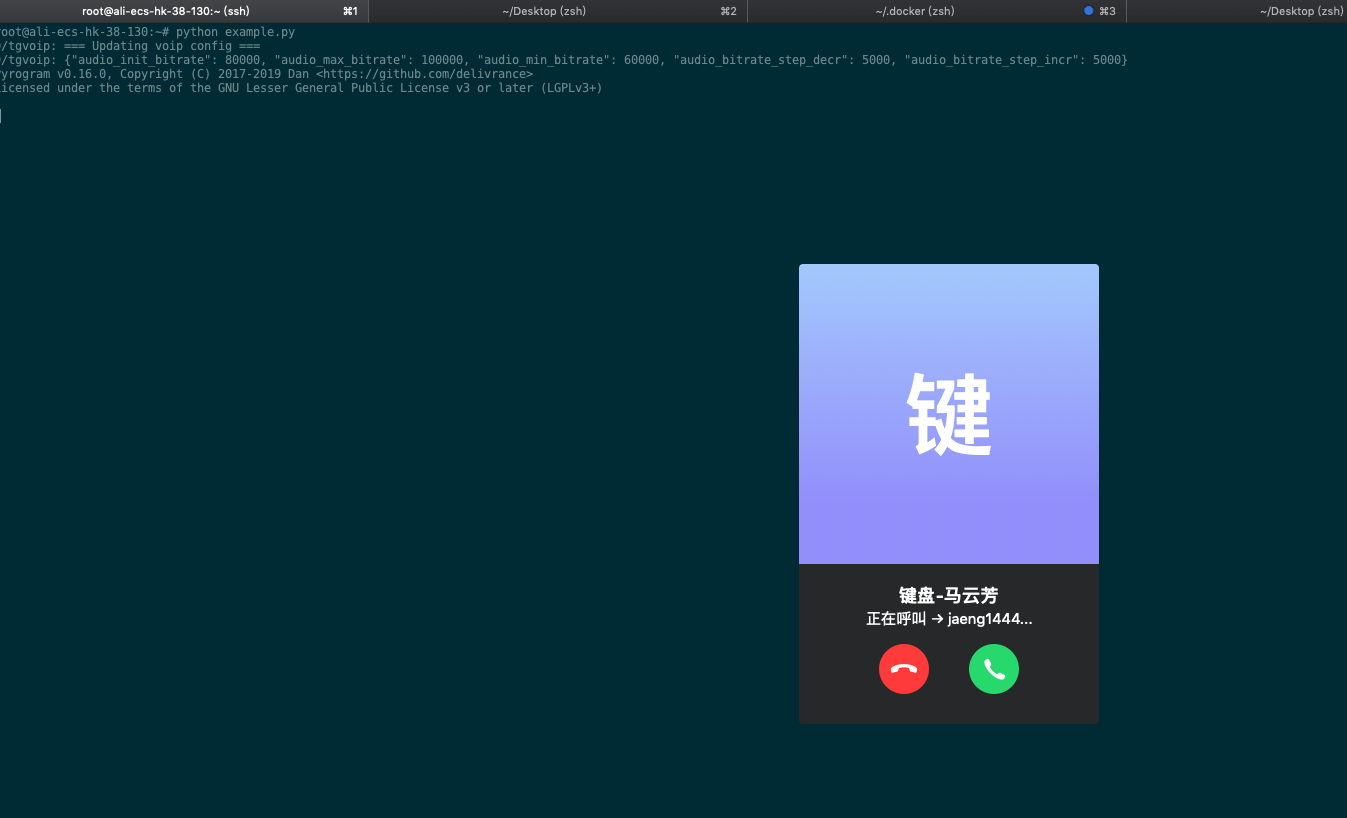 root@ali-ecs-hk-38-130:~ (ssh) ⌘1 ~/Desktop (zsh) ⌘2 ~/.docker (zsh) ⌘3 ~/Desktop (zsh)
root@ali-ecs-hk-38-130:~# python example.py
/tgvoip: === Updating voip config ===
/tgvoip: {"audio_init_bitrate": 80000, "audio_max_bitrate": 100000, "audio_min_bitrate": 60000, "audio_bitrate_step_decr": 5000, "audio_bitrate_step_incr": 5000}
yrogram v0.16.0, Copyright (C) 2017-2019 Dan <https://github.com/delivrance>
icensed under the terms of the GNU Lesser General Public License v3 or later (LGPLv3+)
键
键盘-马云芳
正在呼叫 → jaeng1444...